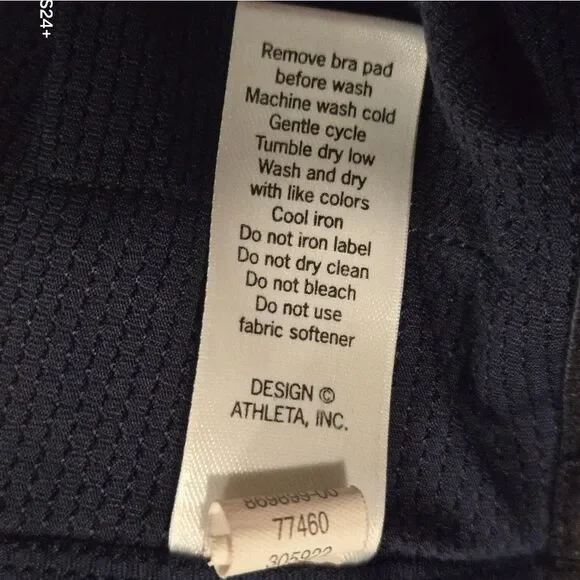 S24+
Remove bra pad
before wash
Machine wash cold
Gentle cycle
Tumble dry low
Wash and dry
with like colors
Cool iron
Do not iron label
Do not dry clean
Do not bleach
Do not use
fabric softener
DESIGN ©
ATHLETA, INC.
77460